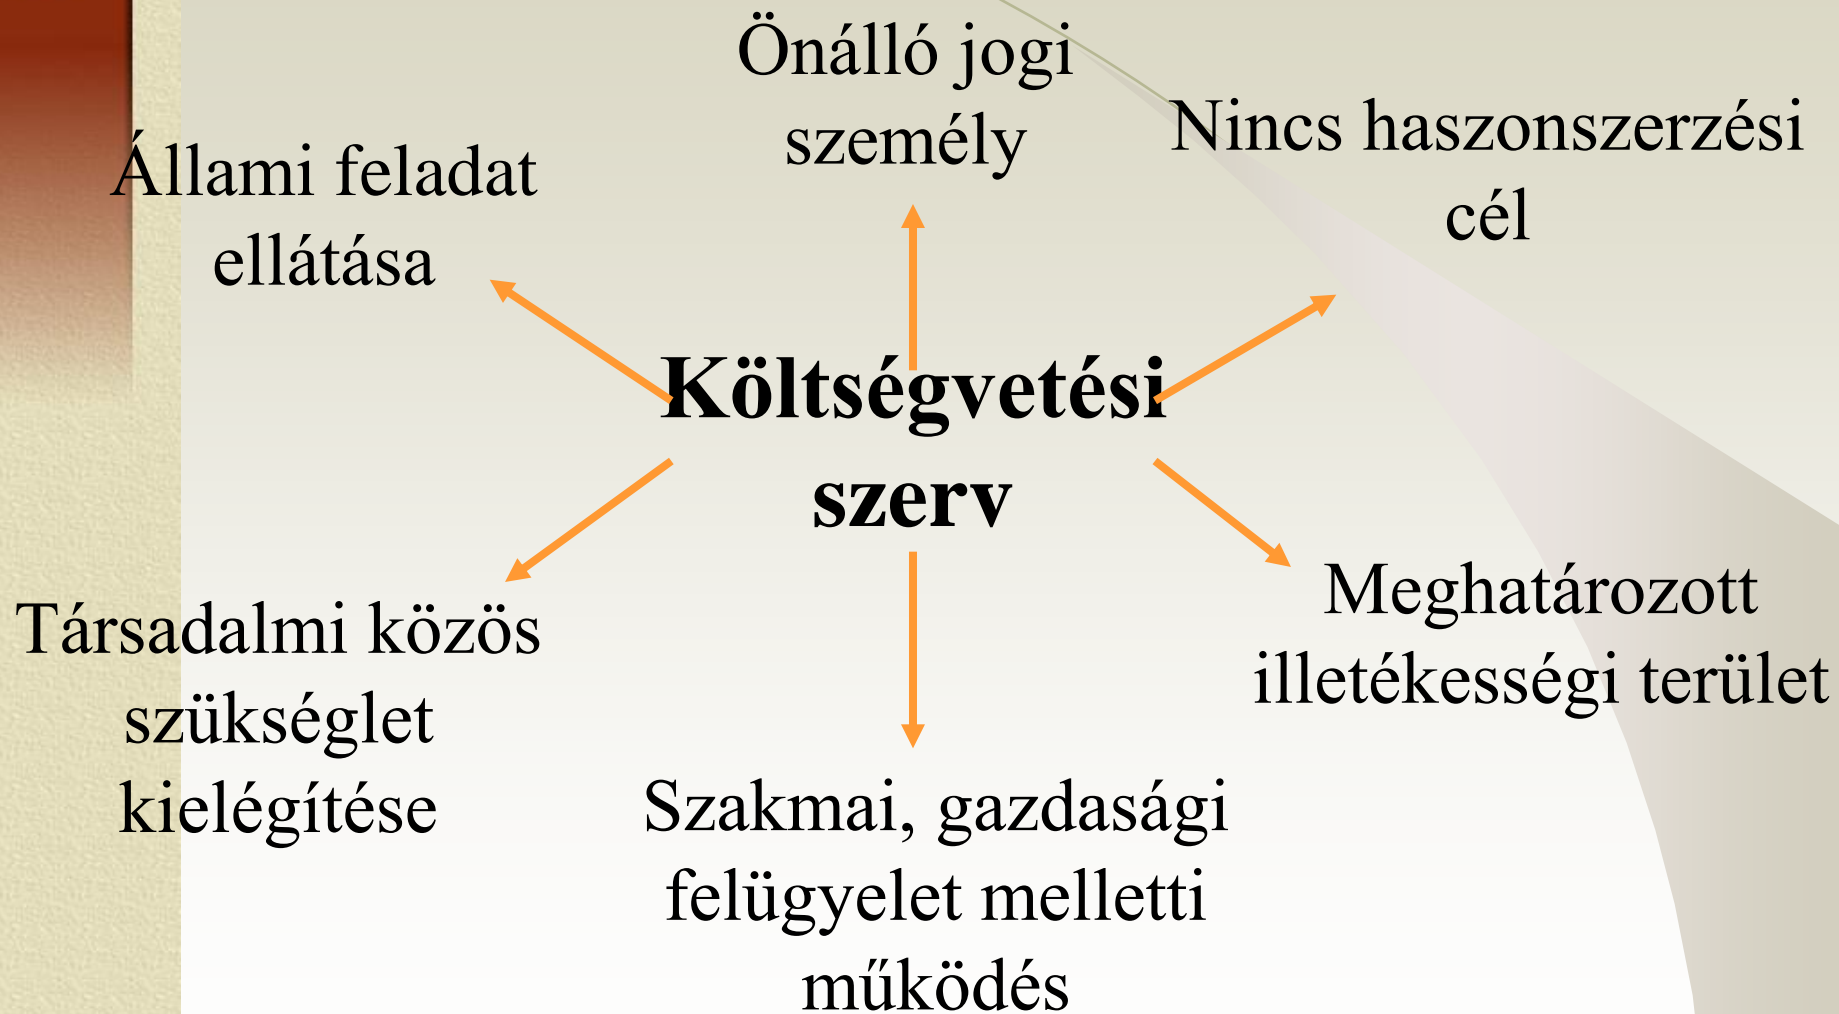 Önálló jogi
személy
Állami feladat
ellátása
Nincs haszonszerzési
cél
Költségvetési
szerv
Társadalmi közös
szükséglet
kielégítése
Meghatározott
illetékességi terület
Szakmai, gazdasági
felügyelet melletti
működés